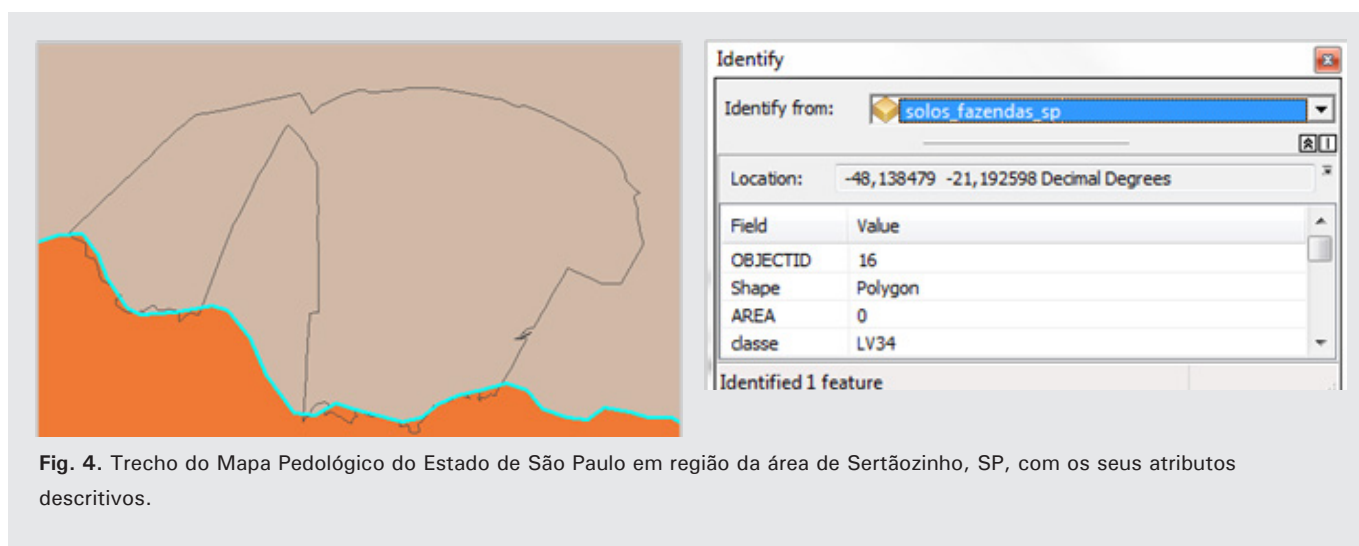 Identify
Identify from: solos_fazendas_sp
Location: -48,138479 -21,192598 Decimal Degrees
Field Value
OBJECTID 16
Shape Polygon
AREA 0
classe LV34
Identified 1 feature
Fig. 4. Trecho do Mapa Pedológico do Estado de São Paulo em região da área de Sertãozinho, SP, com os seus atributos
descritivos.